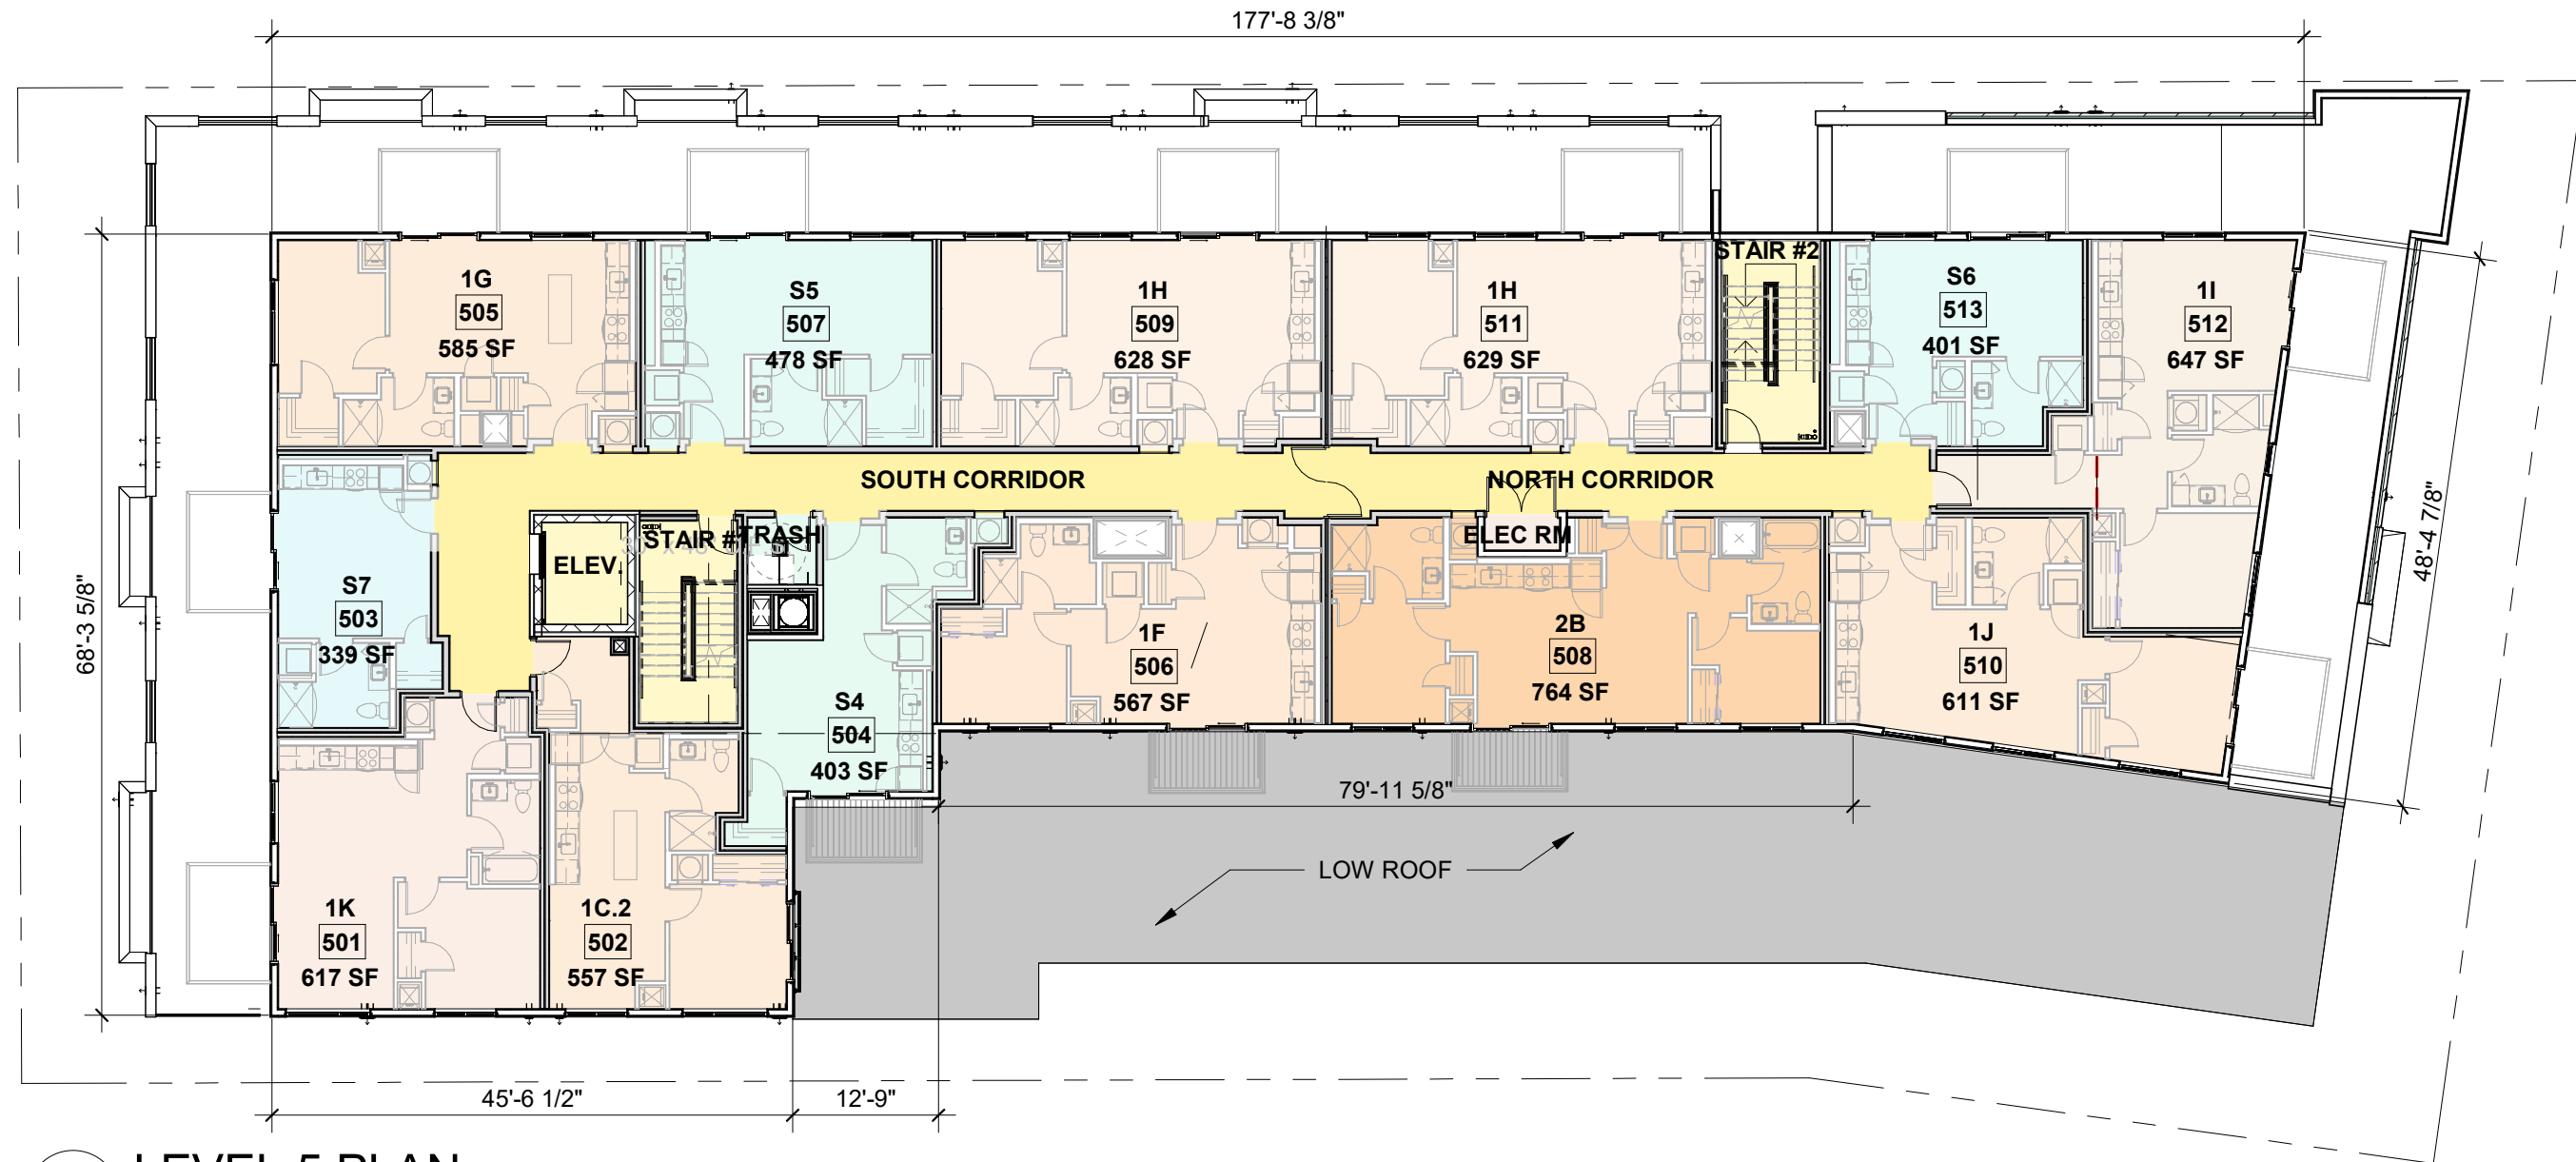 177'-8 3/8"
STAIR #2
1G
505
585 SF
S5
507
478 SF
1H
509
628 SF
1H
511
629 SF
S6
513
401 SF
1I
512
647 SF
SOUTH CORRIDOR
NORTH CORRIDOR
48'-4 7/8"
68'-3 5/8"
ELEV.
STAIR #1
TRASH
ELEC RM
S7
503
339 SF
1F
506
567 SF
2B
508
764 SF
1J
510
611 SF
S4
504
403 SF
79'-11 5/8"
LOW ROOF
1K
501
617 SF
1C.2
502
557 SF
45'-6 1/2"
12'-9"
LEVEL 5 PLAN